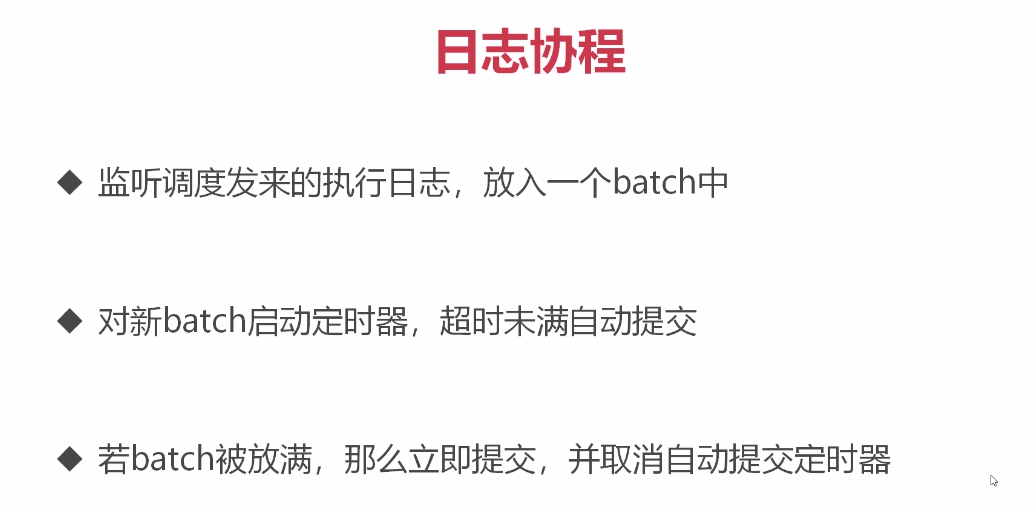 日志协程
◆ 监听调度发来的执行日志，放入一个batch中
◆ 对新batch启动定时器，超时未满自动提交
◆ 若batch被放满，那么立即提交，并取消自动提交定时器